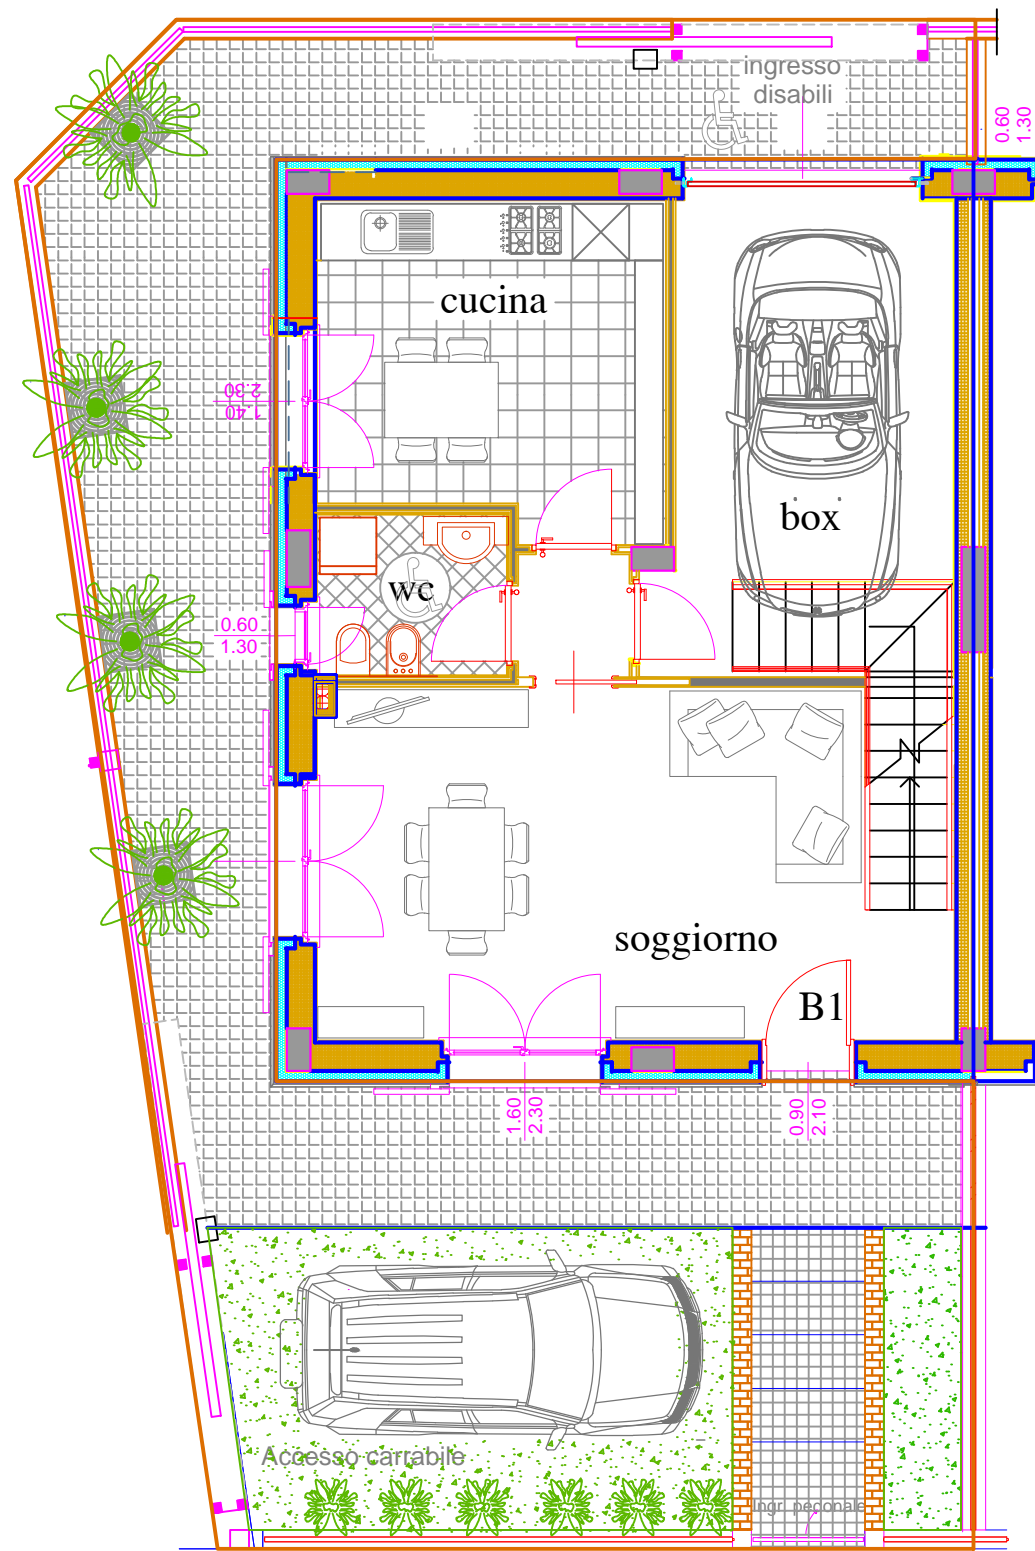 ingresso
disabili
0.60
1.30
cucina
2.30
1.40
box
wc
0.60
1.30
soggiorno
B1
1.60
2.30
0.90
2.10
Accesso carrabile
Ingr. pedonale